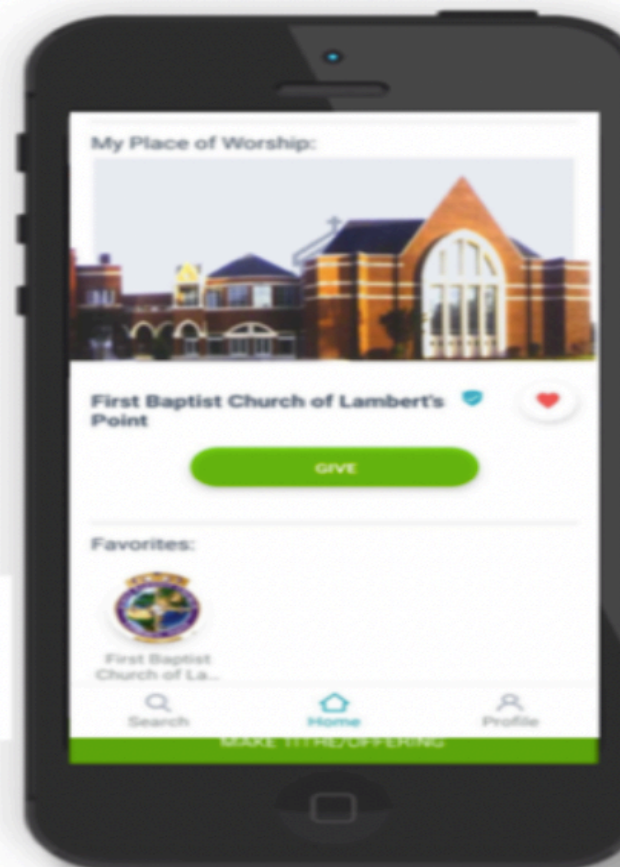 My Place of Worship:
First Baptist Church of Lambert's
Point
GIVE
Favorites:
First Baptist
Church of La...
Search
Home
Profile
MAKE TITHE/OFFERING